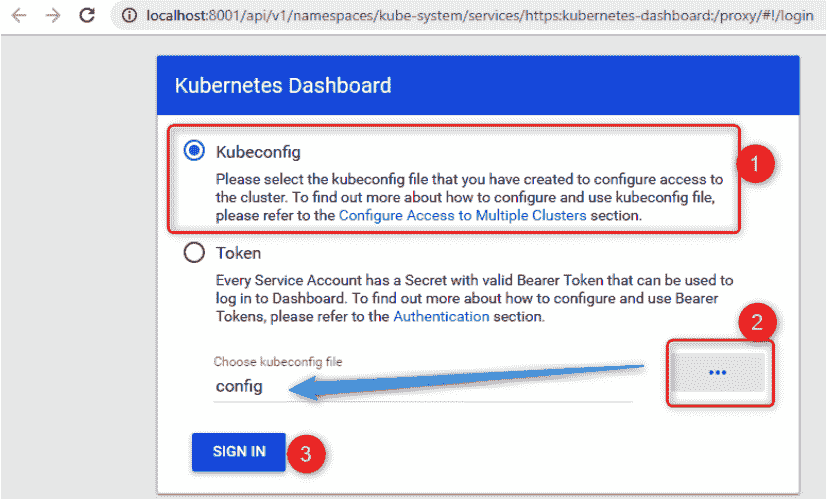 localhost:8001/api/v1/namespaces/kube-system/services/https:kubernetes-dashboard:/proxy/#!/login
Kubernetes Dashboard
Kubeconfig
1
Please select the kubeconfig file that you have created to configure access to
the cluster. To find out more about how to configure and use kubeconfig file,
please refer to the Configure Access to Multiple Clusters section.
Token
Every Service Account has a Secret with valid Bearer Token that can be used to
log in to Dashboard. To find out more about how to configure and use Bearer
Tokens, please refer to the Authentication section.
2
Choose kubeconfig file
config
...
SIGN IN
3